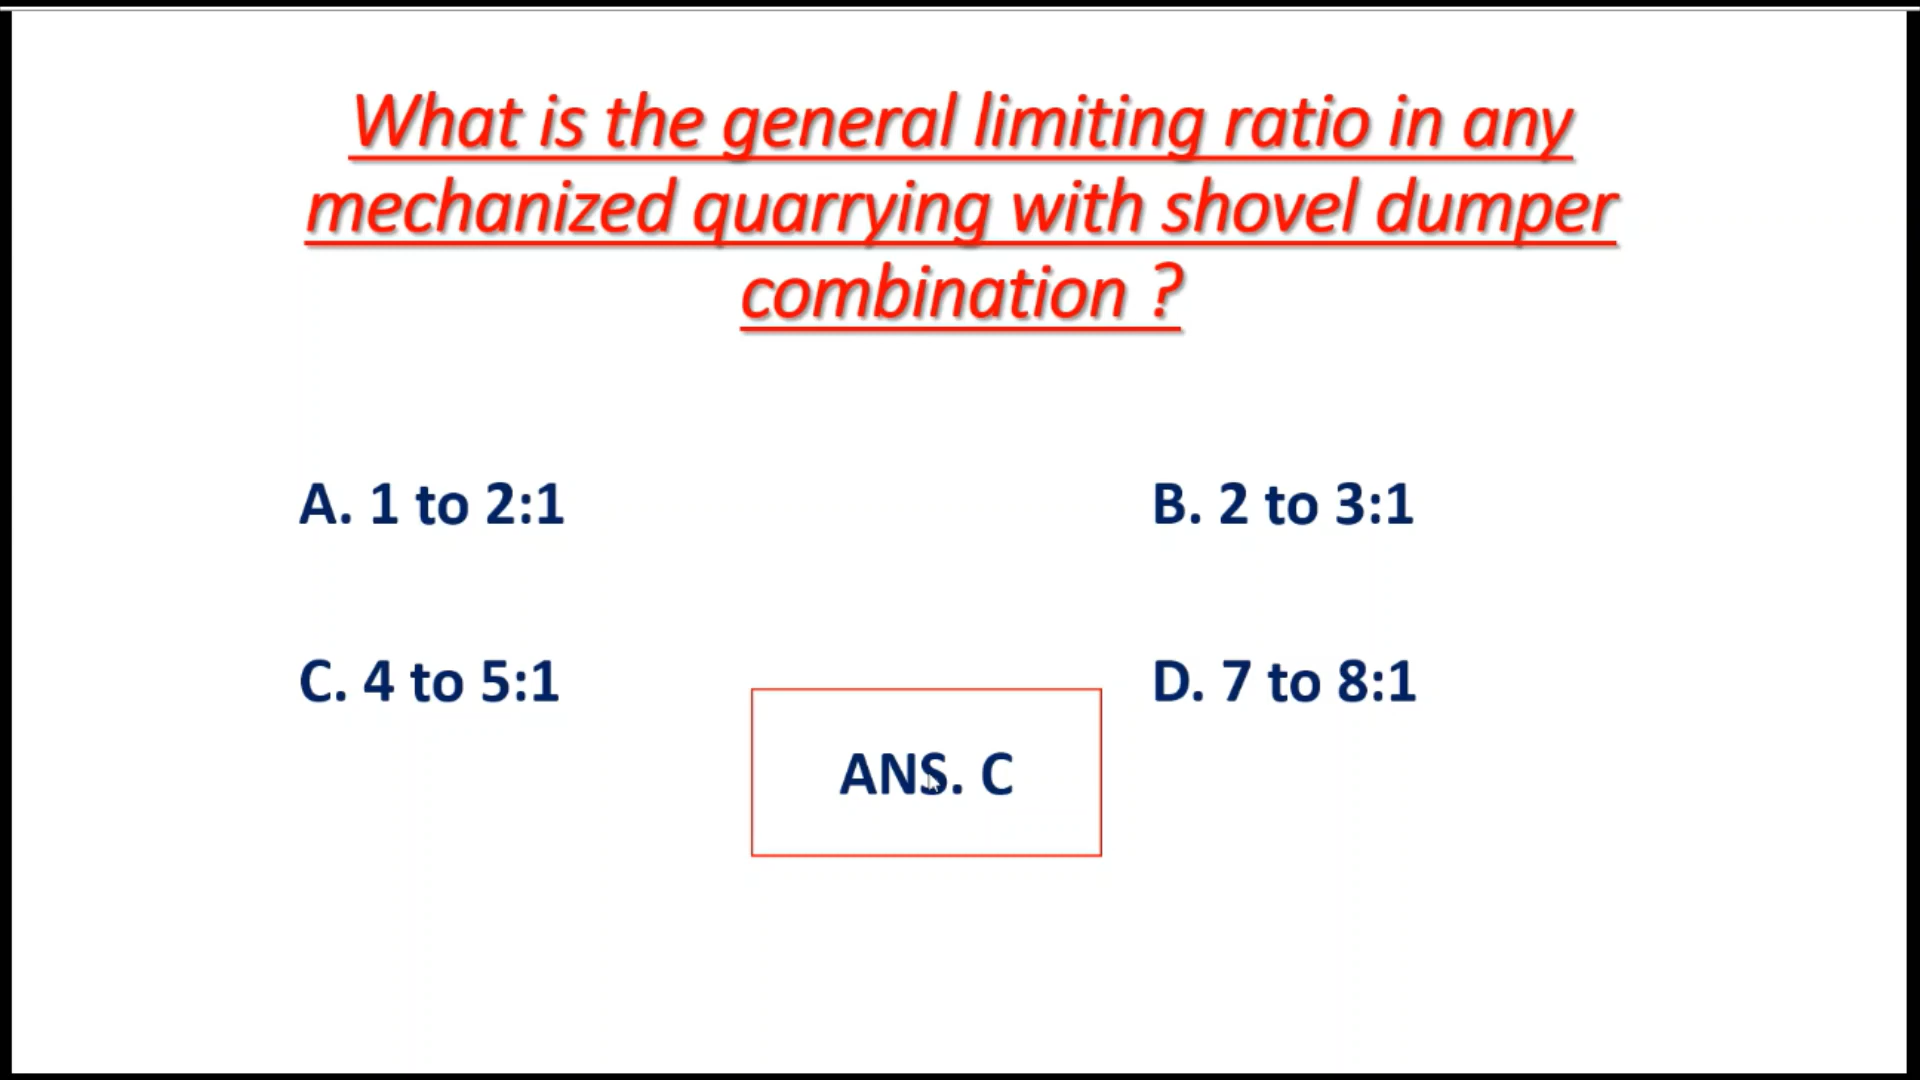 What is the general limiting ratio in any
mechanized quarrying with shovel dumper
combination ?
A. 1 to 2:1
B. 2 to 3:1
C. 4 to 5:1
D. 7 to 8:1
ANS. C